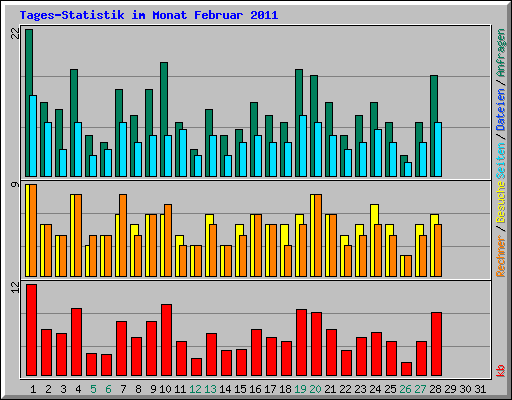 Tages-Statistik im Monat Februar 2011
22
9
12
Rechner / Besuche Seiten / Dateien / Anfragen
kb
1 2 3 4 5 6 7 8 9 10 11 12 13 14 15 16 17 18 19 20 21 22 23 24 25 26 27 28 29 30 31